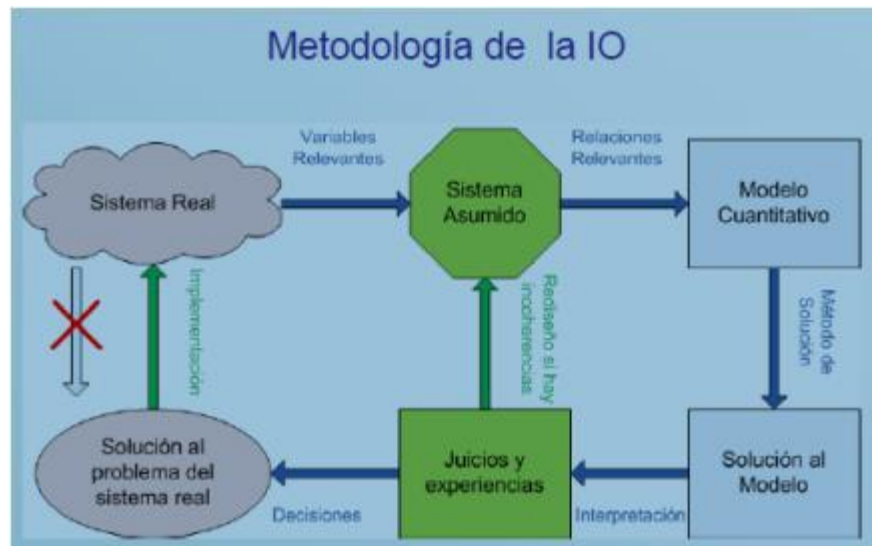 Metodología de la IO
Variables
Relevantes
Relaciones
Relevantes
Sistema Real
Sistema
Asumido
Modelo
Cuantitativo
Implementación
Rediseño si hay
incoherencias
Método de
Solución
Solución al
problema del
sistema real
Juicios y
experiencias
Solución al
Modelo
Decisiones
Interpretación